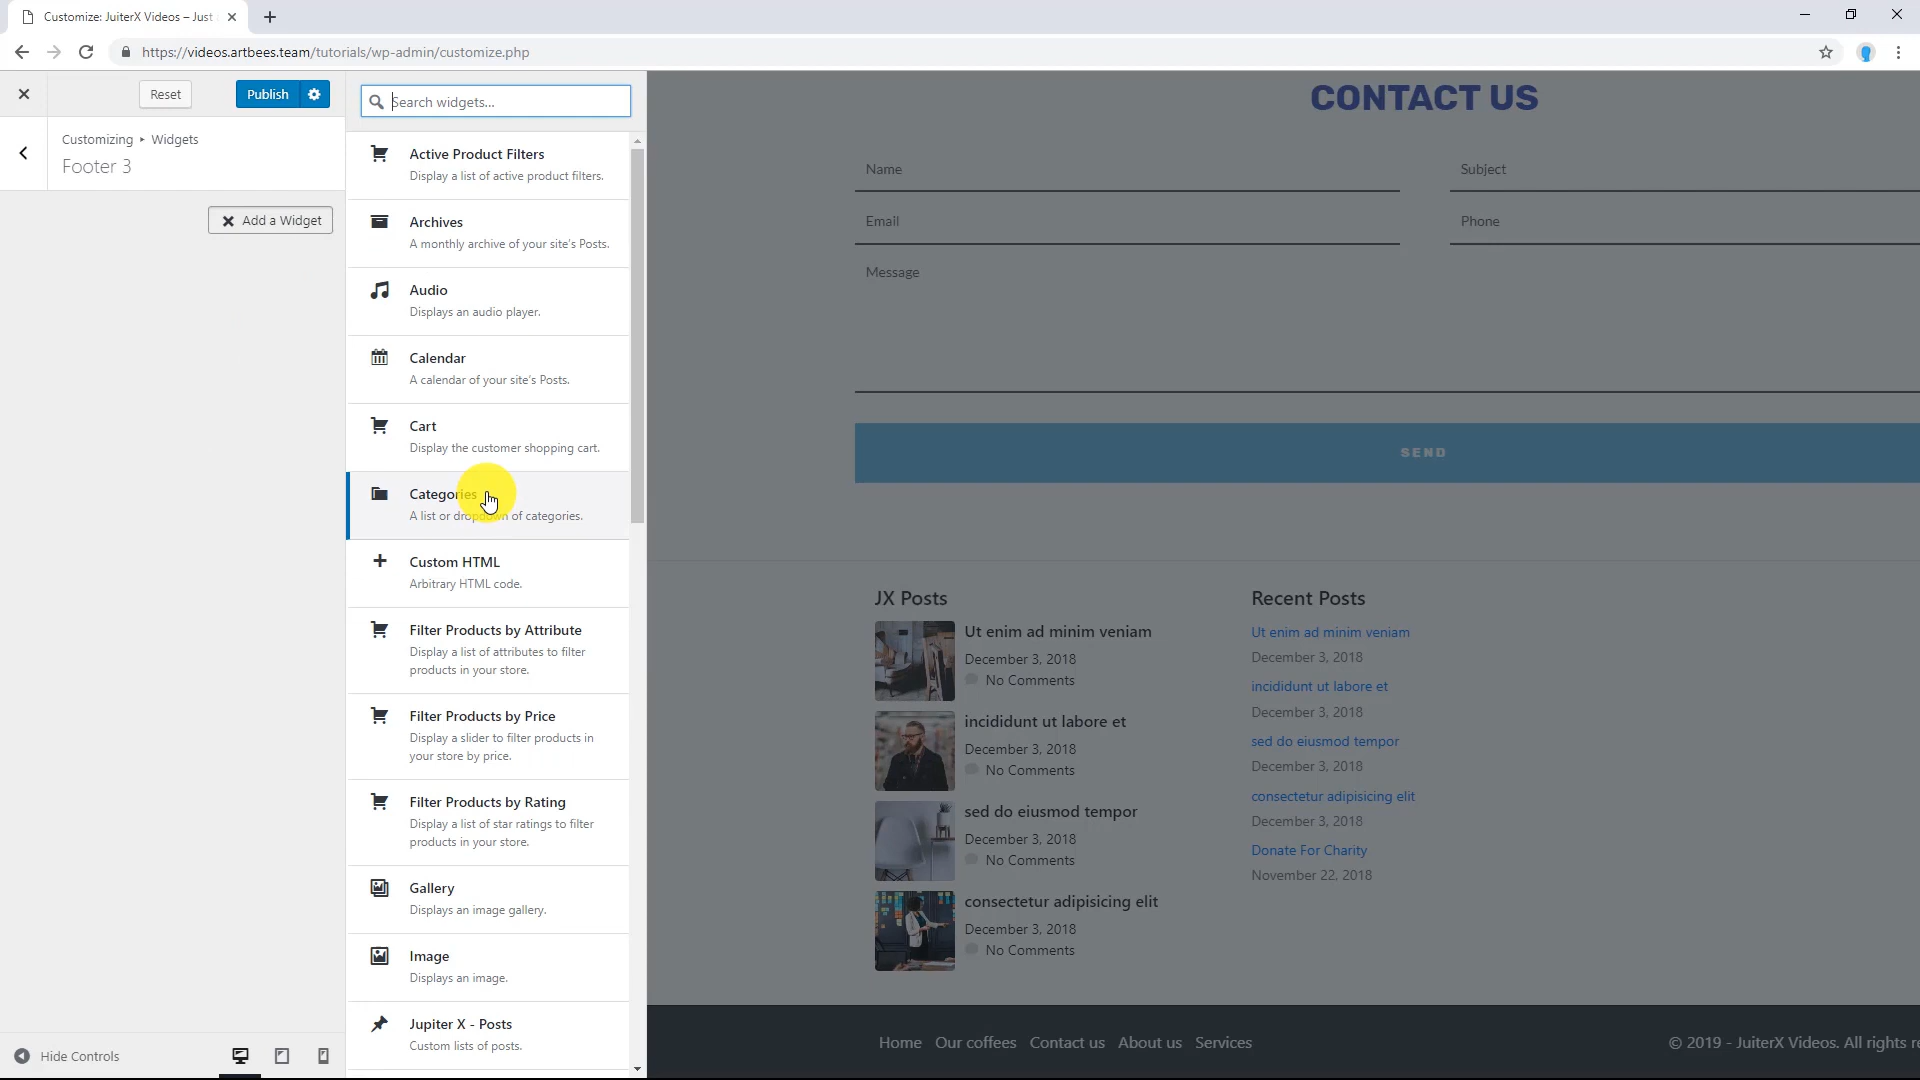 Customize: JuiterX Videos – Just
https://videos.artbees.team/tutorials/wp-admin/customize.php
Reset
Publish
Customizing ▸ Widgets
Footer 3
Add a Widget
Search widgets...
Active Product Filters
Display a list of active product filters.
Archives
A monthly archive of your site's Posts.
Audio
Displays an audio player.
Calendar
A calendar of your site's Posts.
Cart
Display the customer shopping cart.
Categories
A list or dropdown of categories.
Custom HTML
Arbitrary HTML code.
Filter Products by Attribute
Display a list of attributes to filter
products in your store.
Filter Products by Price
Display a slider to filter products in
your store by price.
Filter Products by Rating
Display a list of star ratings to filter
products in your store.
Gallery
Displays an image gallery.
Image
Displays an image.
Jupiter X - Posts
Custom lists of posts.
Hide Controls
CONTACT US
Name
Subject
Email
Phone
Message
SEND
JX Posts
Ut enim ad minim veniam
December 3, 2018
No Comments
incididunt ut labore et
December 3, 2018
No Comments
sed do eiusmod tempor
December 3, 2018
No Comments
consectetur adipisicing elit
December 3, 2018
No Comments
Recent Posts
Ut enim ad minim veniam
December 3, 2018
incididunt ut labore et
December 3, 2018
sed do eiusmod tempor
December 3, 2018
consectetur adipisicing elit
December 3, 2018
Donate For Charity
November 22, 2018
Home Our coffees Contact us About us Services
© 2019 - JuiterX Videos. All rights re